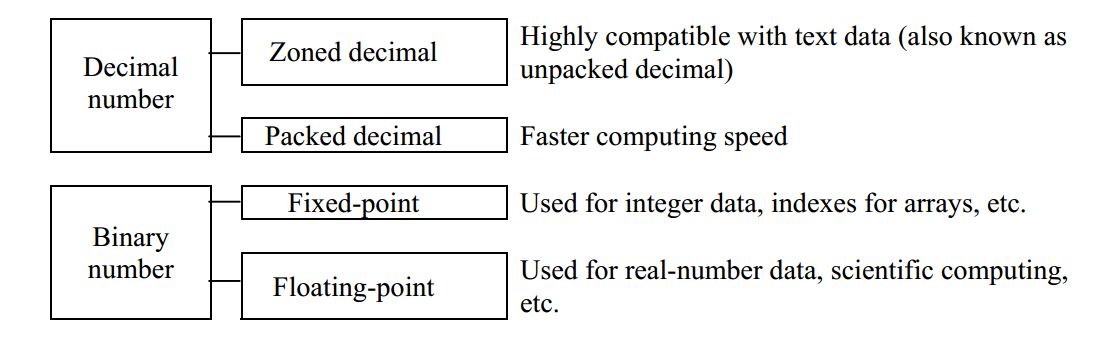 Decimal
number
Zoned decimal
Highly compatible with text data (also known as
unpacked decimal)
Packed decimal
Faster computing speed
Binary
number
Fixed-point
Used for integer data, indexes for arrays, etc.
Floating-point
Used for real-number data, scientific computing,
etc.